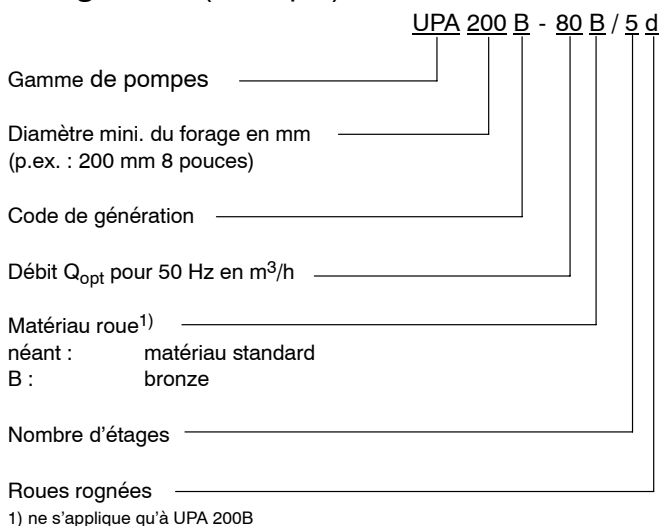 UPA 200 B - 80 B / 5 d
Gamme de pompes
Diamètre mini. du forage en mm
(p.ex. : 200 mm 8 pouces)
Code de génération
Débit Qopt pour 50 Hz en m³/h
Matériau roue1)
néant : matériau standard
B : bronze
Nombre d'étages
Roues rognées
1) ne s'applique qu'à UPA 200B